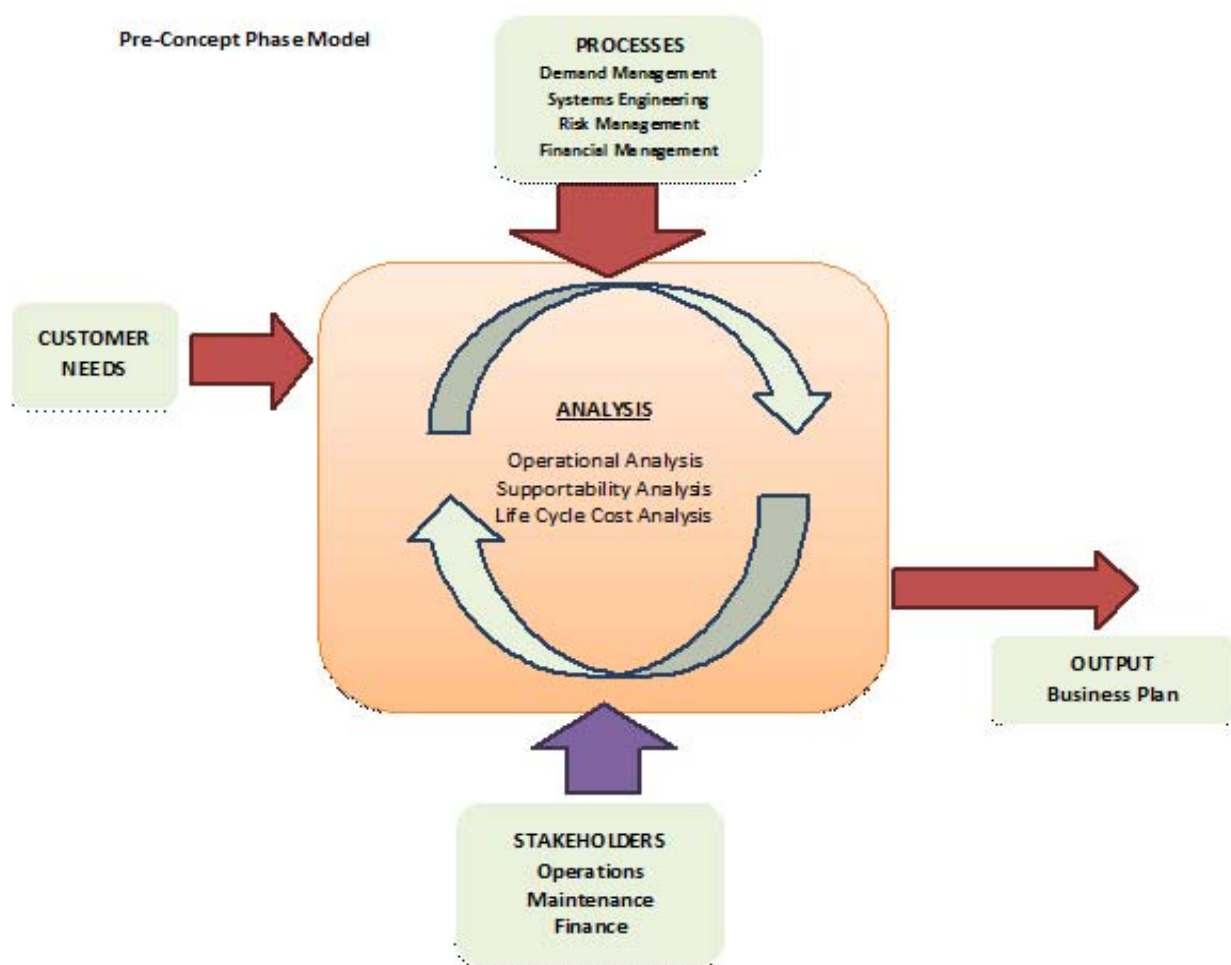 Pre-Concept Phase Model
PROCESSES
Demand Management
Systems Engineering
Risk Management
Financial Management
CUSTOMER
NEEDS
ANALYSIS
Operational Analysis
Supportability Analysis
Life Cycle Cost Analysis
OUTPUT
Business Plan
STAKEHOLDERS
Operations
Maintenance
Finance